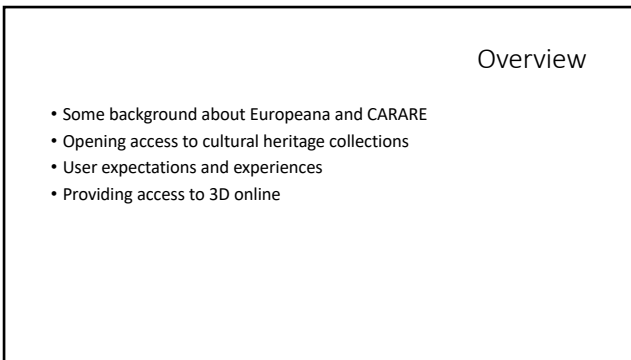 Overview
• Some background about Europeana and CARARE
• Opening access to cultural heritage collections
• User expectations and experiences
• Providing access to 3D online